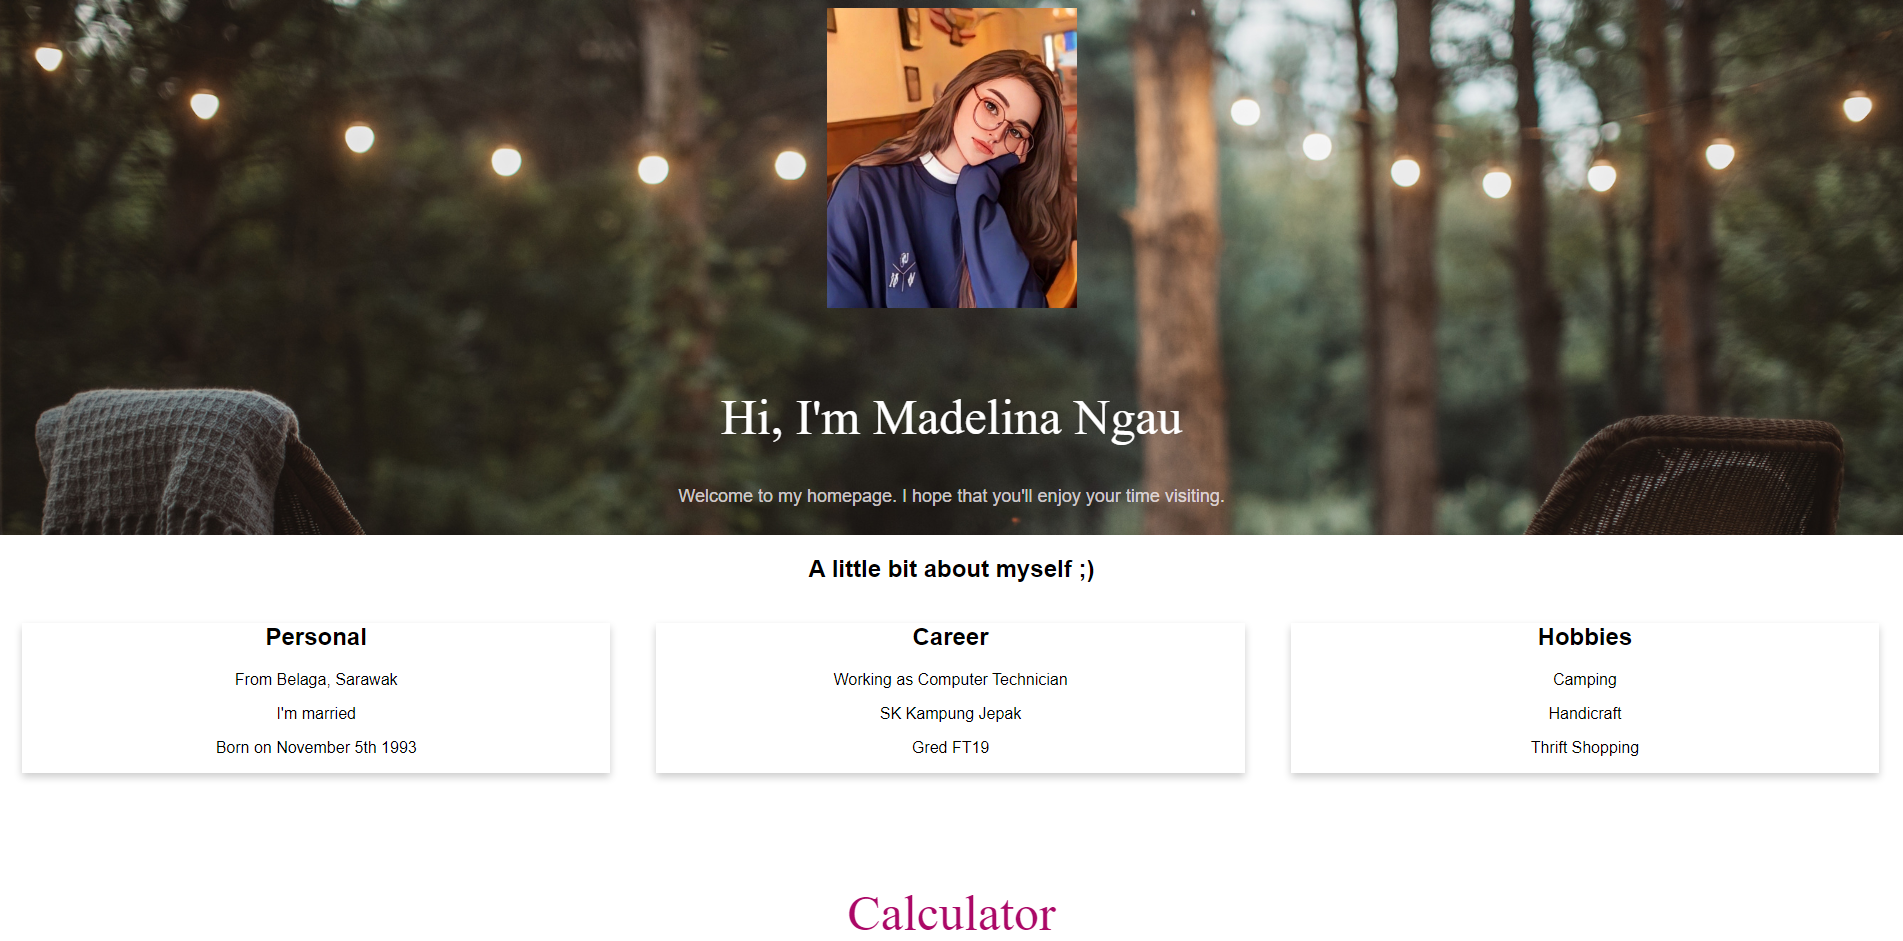 Hi, I'm Madelina Ngau
Welcome to my homepage. I hope that you'll enjoy your time visiting.
A little bit about myself ;)
Personal
From Belaga, Sarawak
I'm married
Born on November 5th 1993
Career
Working as Computer Technician
SK Kampung Jepak
Gred FT19
Hobbies
Camping
Handicraft
Thrift Shopping
Calculator